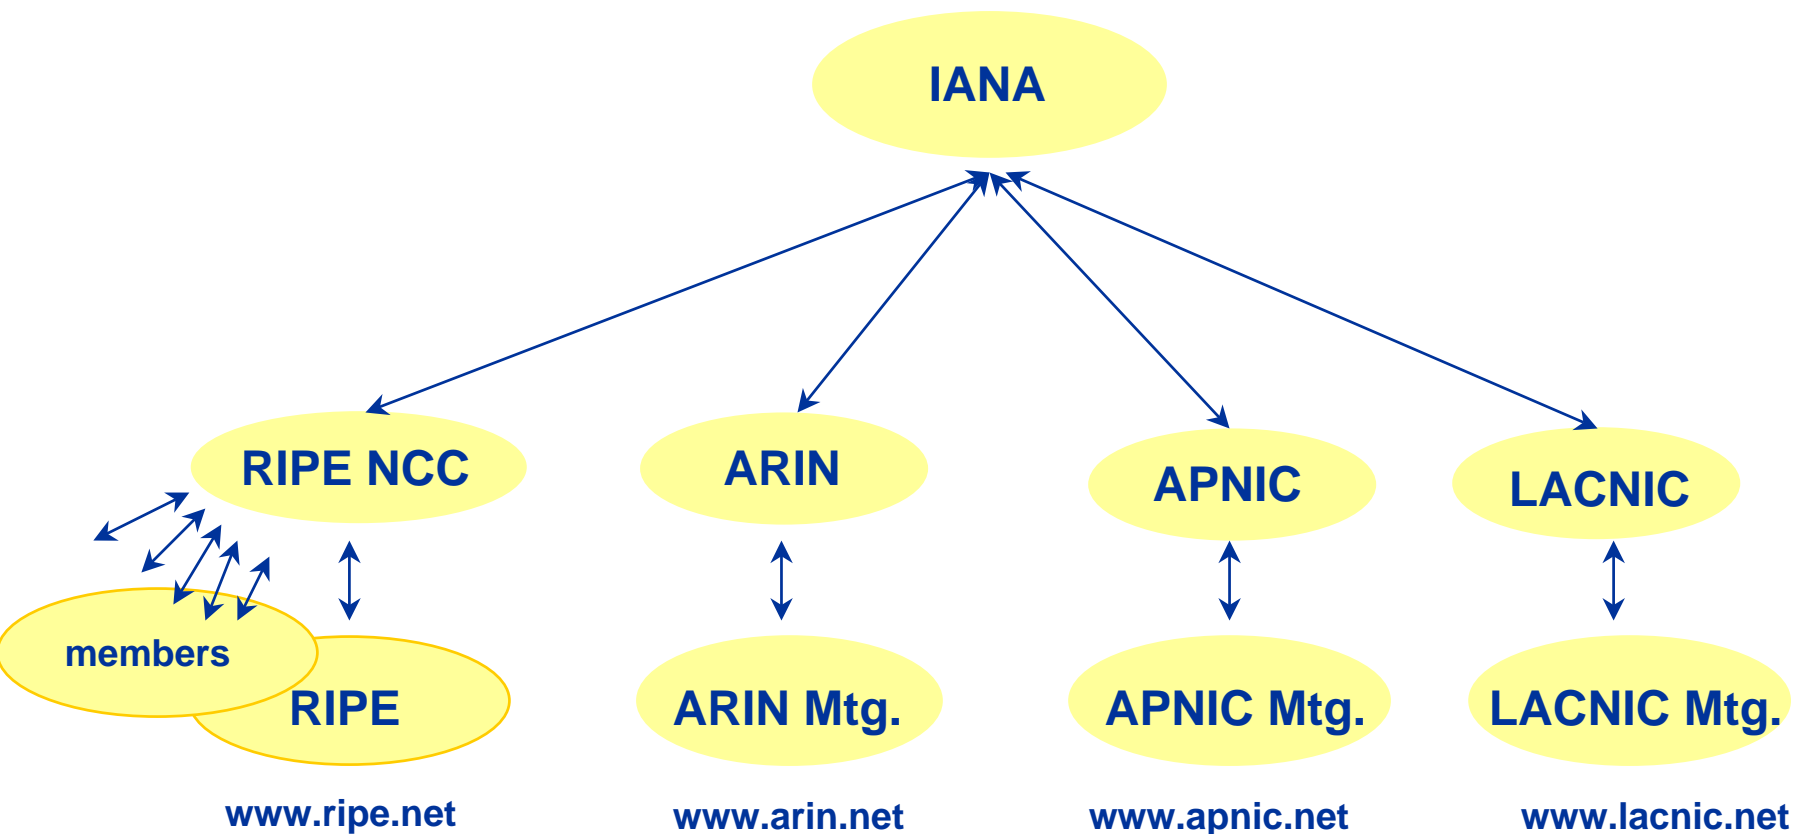 IANA
RIPE NCC
ARIN
APNIC
LACNIC
members
RIPE
ARIN Mtg.
APNIC Mtg.
LACNIC Mtg.
www.ripe.net
www.arin.net
www.apnic.net
www.lacnic.net